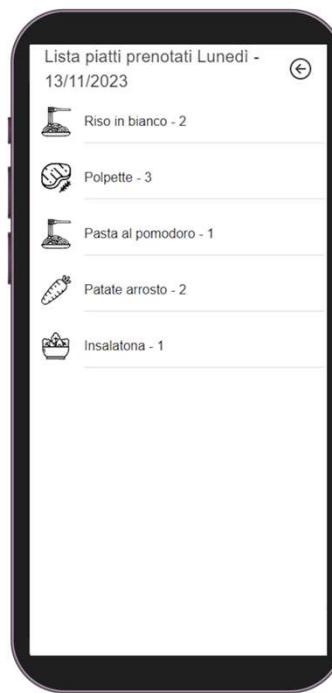 Lista piatti prenotati Lunedì -
13/11/2023
Riso in bianco - 2
Polpette - 3
Pasta al pomodoro - 1
Patate arrosto - 2
Insalatona - 1